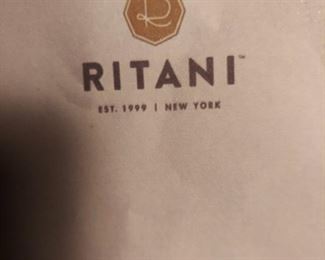 R
RITANI™
EST. 1999 | NEW YORK